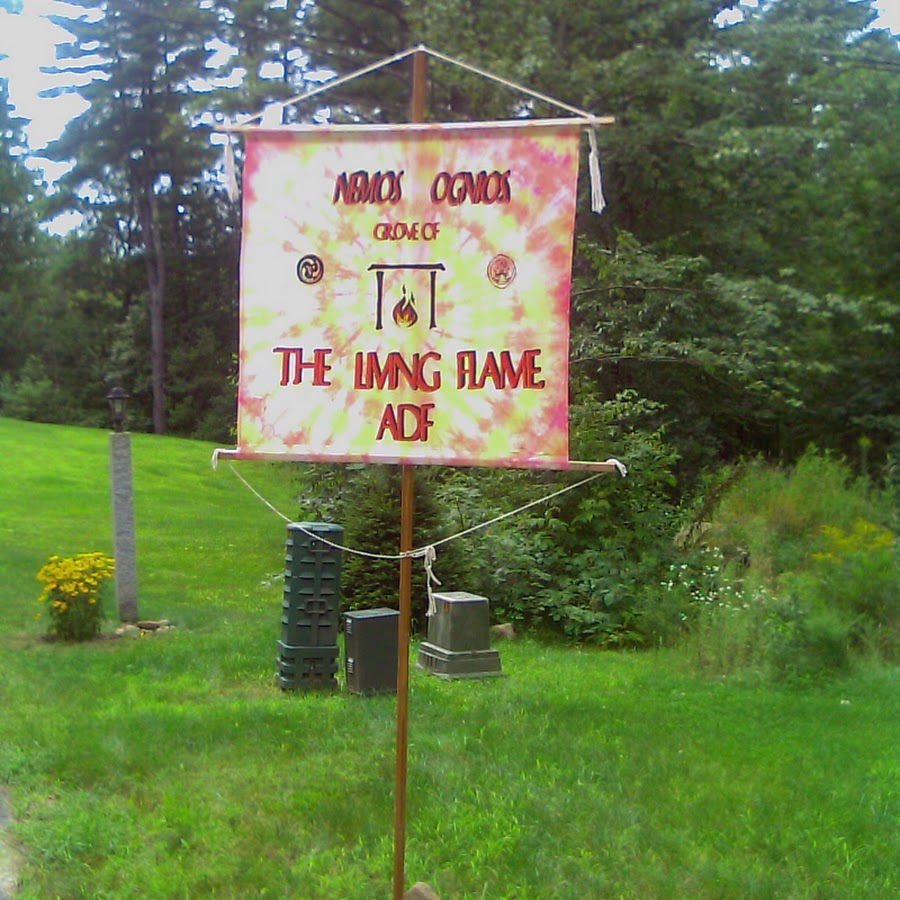 NEMOS OGNIOS
GROVE OF
THE LIVING FLAME,
ADF